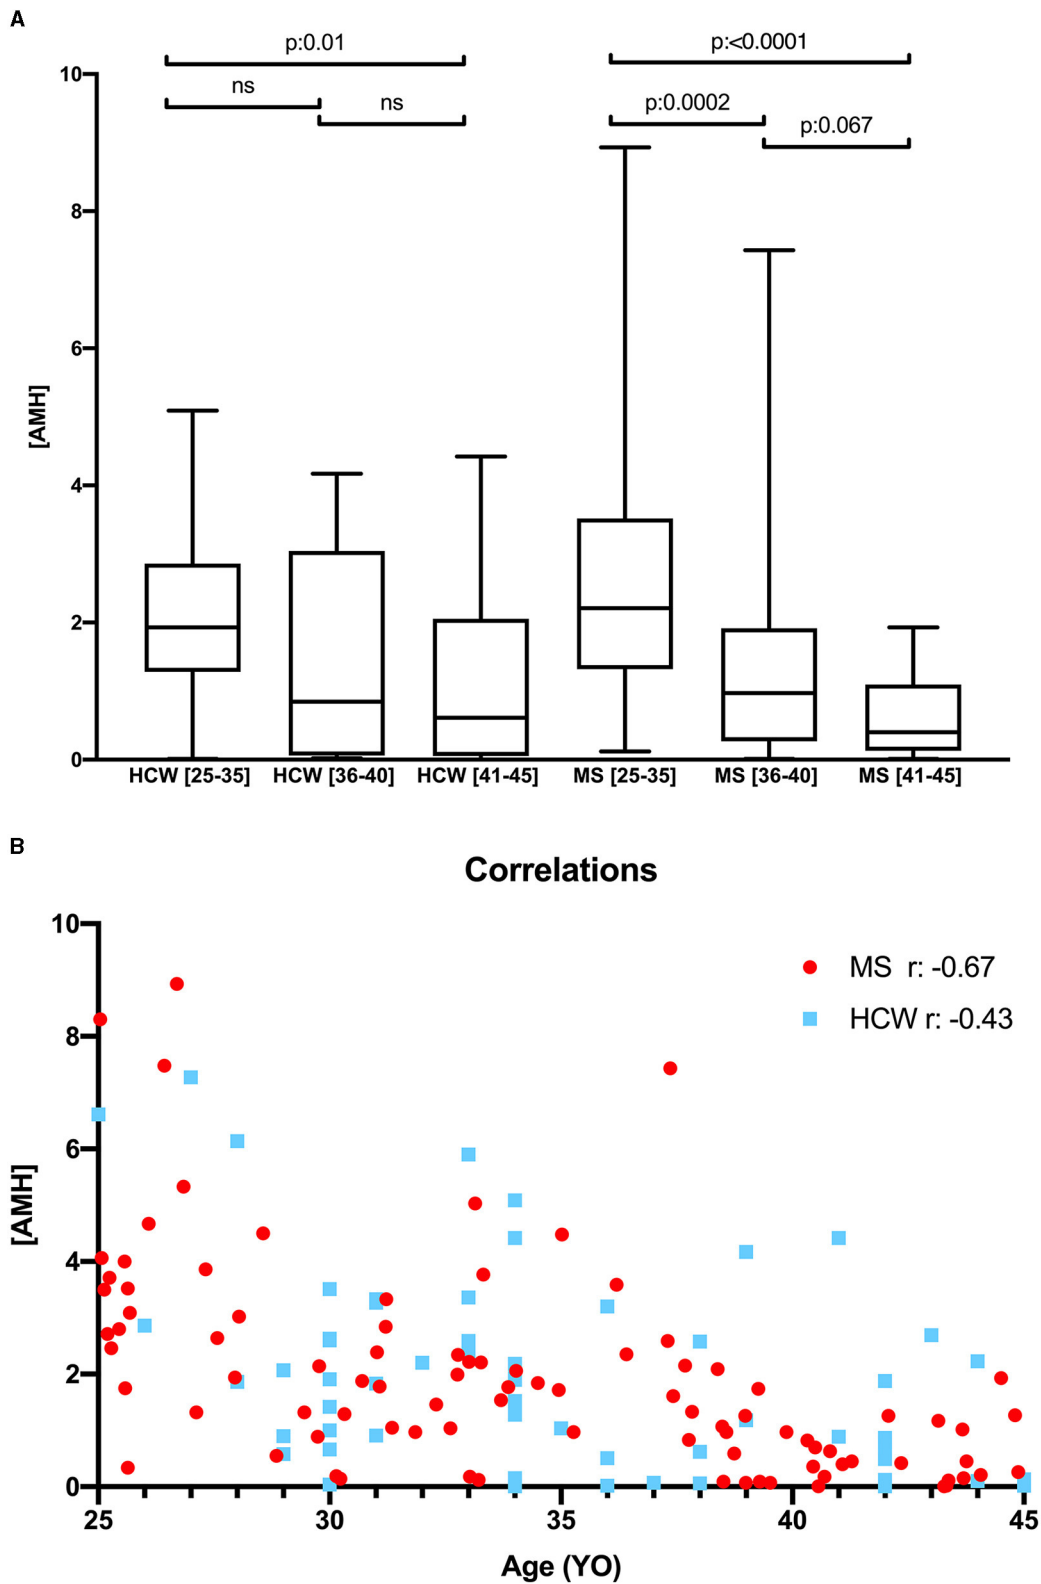 A
p:0.01
p:<0.0001
ns
ns
p:0.0002
p:0.067
10
8
6
4
2
0
[AMH]
HCW [25-35]
HCW [36-40]
HCW [41-45]
MS [25-35]
MS [36-40]
MS [41-45]
B
Correlations
10
8
6
4
2
0
[AMH]
MS r: -0.67
HCW r: -0.43
25
30
35
40
45
Age (YO)